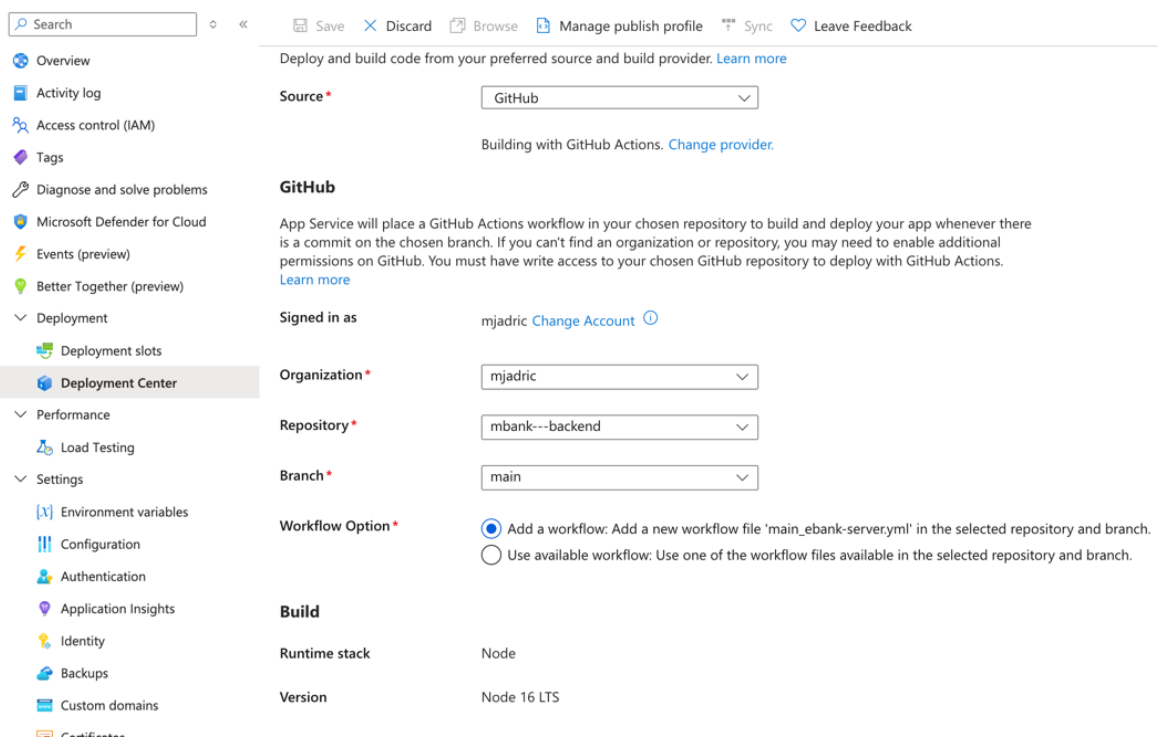 Search
Save
Discard
Browse
Manage publish profile
Sync
Leave Feedback
Overview
Activity log
Access control (IAM)
Tags
Diagnose and solve problems
Microsoft Defender for Cloud
Events (preview)
Better Together (preview)
Deployment
Deployment slots
Deployment Center
Performance
Load Testing
Settings
Environment variables
Configuration
Authentication
Application Insights
Identity
Backups
Custom domains
Certificates
Deploy and build code from your preferred source and build provider. Learn more
Source* GitHub
Building with GitHub Actions. Change provider.
GitHub
App Service will place a GitHub Actions workflow in your chosen repository to build and deploy your app whenever there
is a commit on the chosen branch. If you can't find an organization or repository, you may need to enable additional
permissions on GitHub. You must have write access to your chosen GitHub repository to deploy with GitHub Actions.
Learn more
Signed in as mjadric Change Account
Organization* mjadric
Repository* mbank---backend
Branch* main
Workflow Option* Add a workflow: Add a new workflow file 'main_ebank-server.yml' in the selected repository and branch.
Use available workflow: Use one of the workflow files available in the selected repository and branch.
Build
Runtime stack Node
Version Node 16 LTS